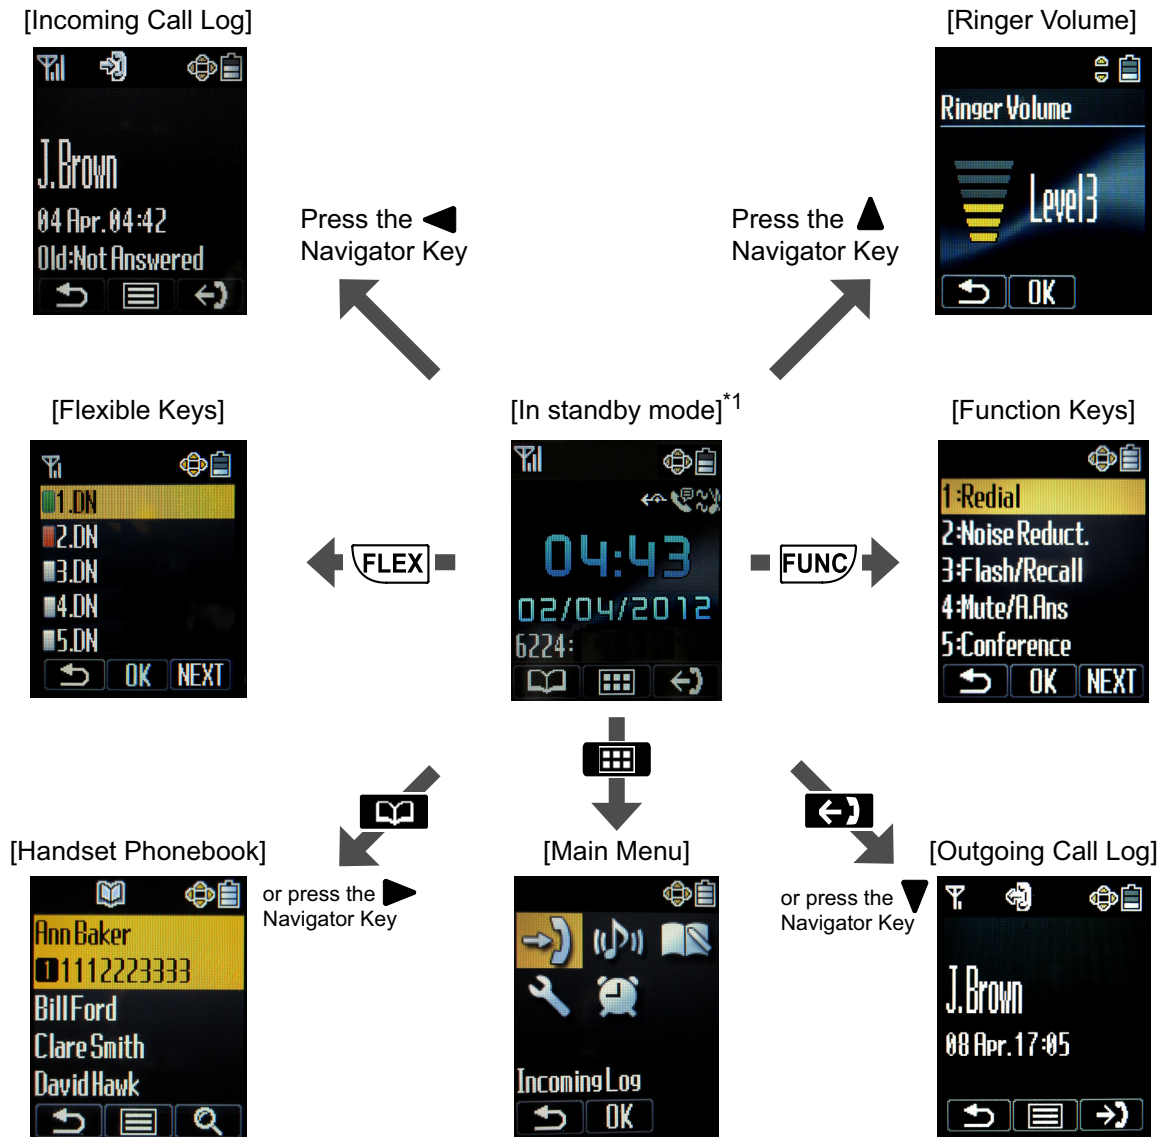 [Incoming Call Log]
J.Brown
04 Apr.04:42
Old:Not Answered
Press the
Navigator Key
[Ringer Volume]
Ringer Volume
Level3
OK
Press the
Navigator Key
[Flexible Keys]
1.DN
2.DN
3.DN
4.DN
5.DN
OK NEXT
FLEX
[In standby mode]*1
04:43
02/04/2012
6224:
FUNC
[Function Keys]
1:Redial
2:Noise Reduct.
3:Flash/Recall
4:Mute/A.Ans
5:Conference
OK NEXT
[Handset Phonebook]
Ann Baker
1 1112223333
Bill Ford
Clare Smith
David Hawk
or press the
Navigator Key
[Main Menu]
Incoming Log
OK
or press the
Navigator Key
[Outgoing Call Log]
J.Brown
08 Apr.17:05